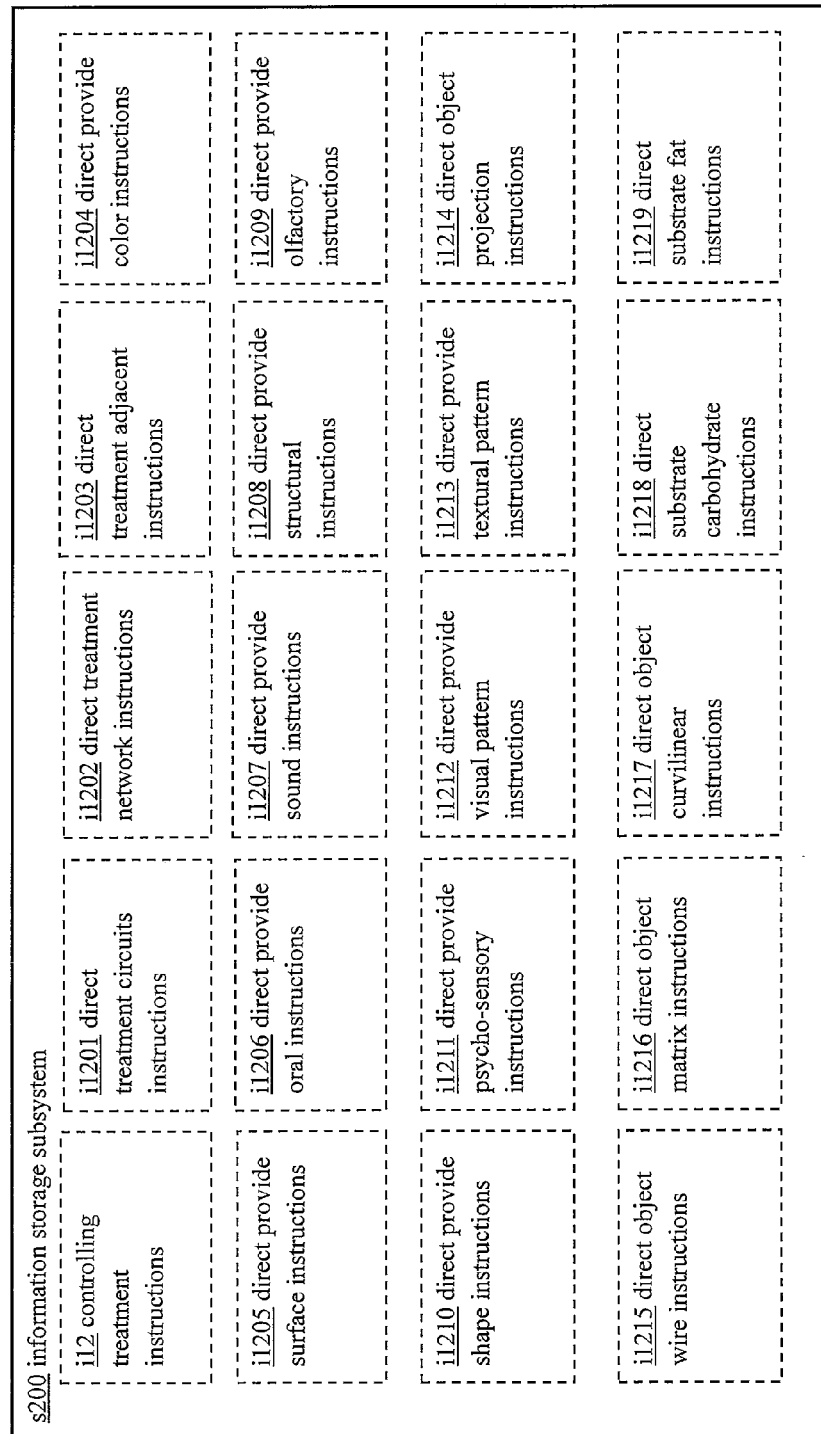 s200 information storage subsystem
i12 controlling
treatment
instructions
i1201 direct
treatment circuits
instructions
i1202 direct treatment
network instructions
i1203 direct
treatment adjacent
instructions
i1204 direct provide
color instructions
i1205 direct provide
surface instructions
i1206 direct provide
oral instructions
i1207 direct provide
sound instructions
i1208 direct provide
structural
instructions
i1209 direct provide
olfactory
instructions
i1210 direct provide
shape instructions
i1211 direct provide
psycho-sensory
instructions
i1212 direct provide
visual pattern
instructions
i1213 direct provide
textural pattern
instructions
i1214 direct object
projection
instructions
i1215 direct object
wire instructions
i1216 direct object
matrix instructions
i1217 direct object
curvilinear
instructions
i1218 direct
substrate
carbohydrate
instructions
i1219 direct
substrate fat
instructions